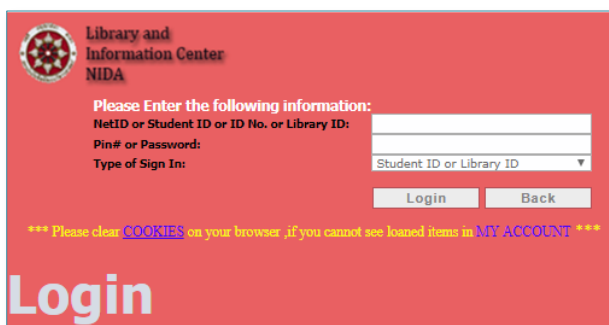 Library and
Information Center
NIDA
Please Enter the following information:
NetID or Student ID or ID No. or Library ID:
Pin# or Password:
Type of Sign In: Student ID or Library ID
Login Back
*** Please clear COOKIES on your browser ,if you cannot see loaned items in MY ACCOUNT ***
Login